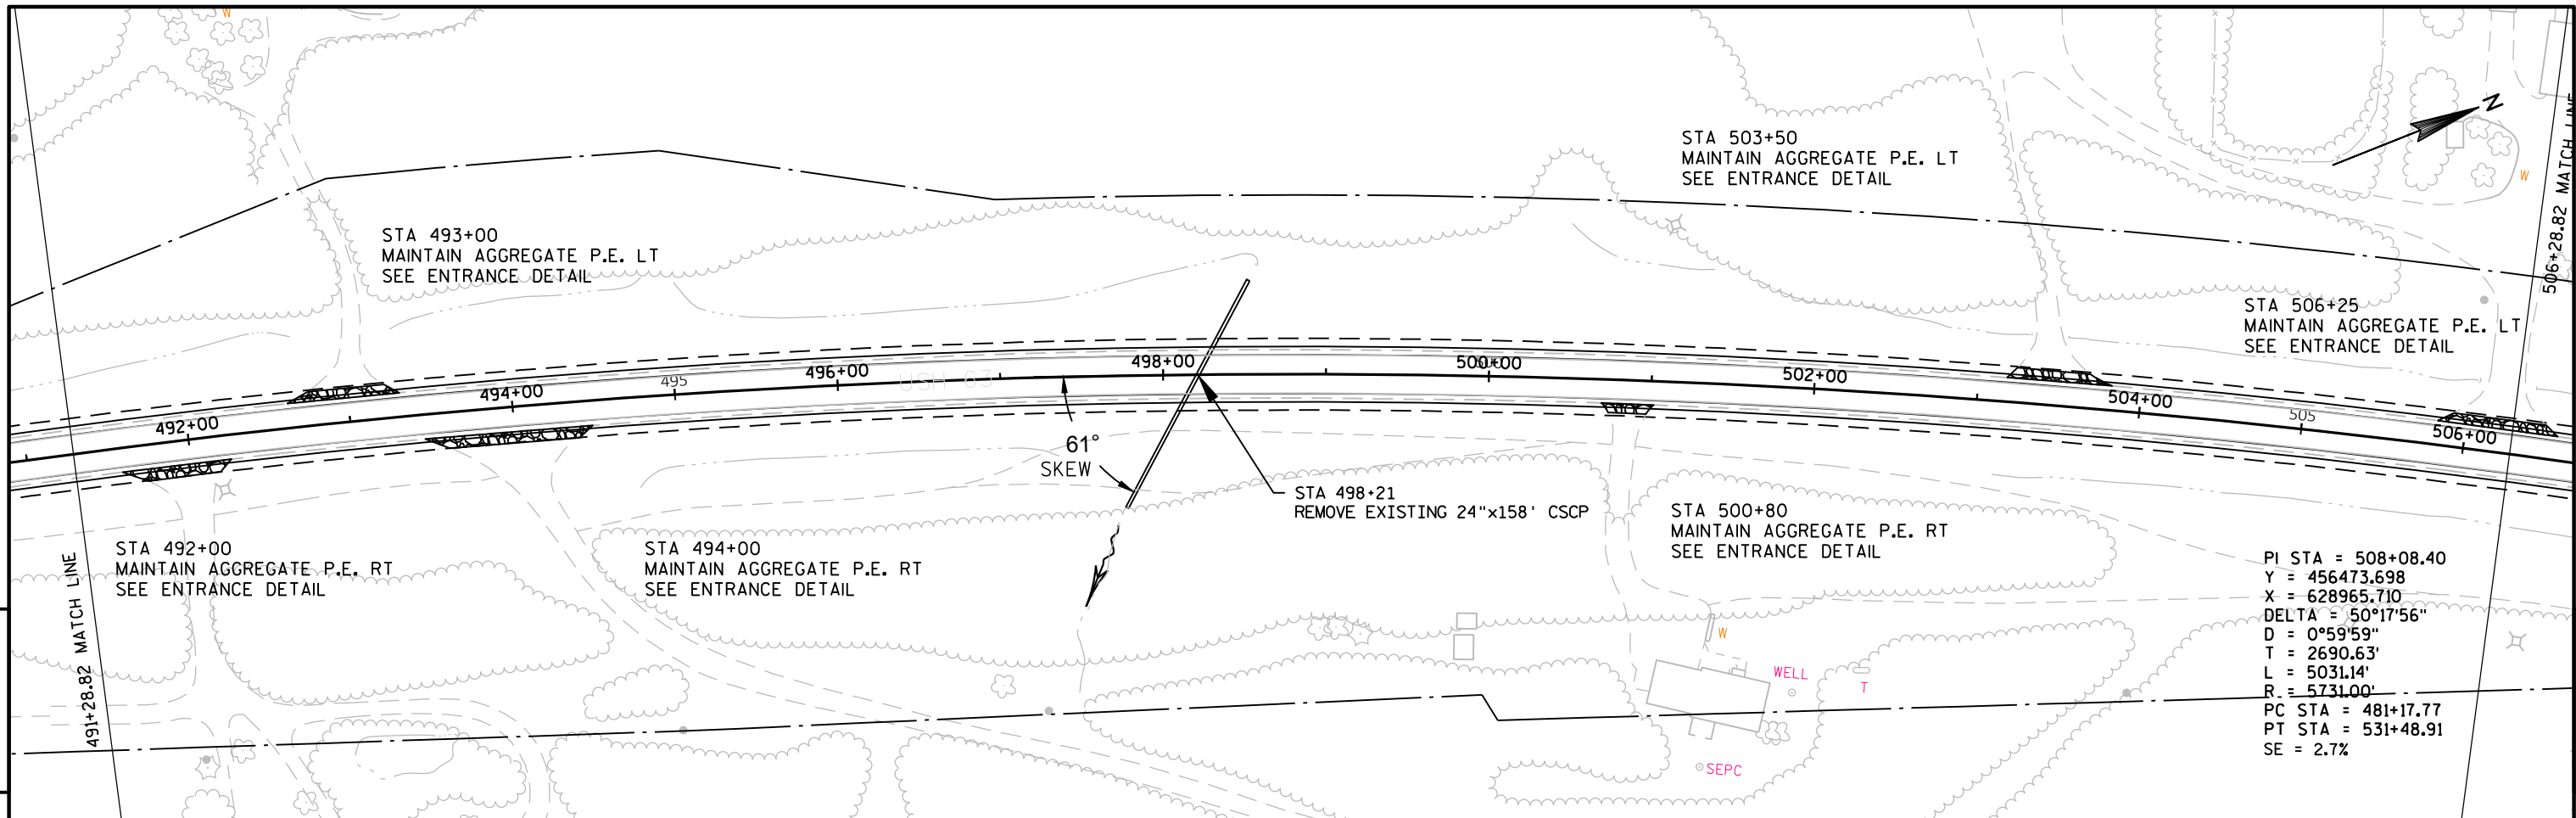 W
N
STA 503+50
MAINTAIN AGGREGATE P.E. LT
SEE ENTRANCE DETAIL
W
506+28.82 MATCH LINE
STA 493+00
MAINTAIN AGGREGATE P.E. LT
SEE ENTRANCE DETAIL
STA 506+25
MAINTAIN AGGREGATE P.E. LT
SEE ENTRANCE DETAIL
492+00
494+00
495
496+00
USH 63
498+00
500+00
502+00
504+00
505
506+00
61°
SKEW
STA 498+21
REMOVE EXISTING 24"x158' CSCP
STA 500+80
MAINTAIN AGGREGATE P.E. RT
SEE ENTRANCE DETAIL
STA 492+00
MAINTAIN AGGREGATE P.E. RT
SEE ENTRANCE DETAIL
STA 494+00
MAINTAIN AGGREGATE P.E. RT
SEE ENTRANCE DETAIL
491+28.82 MATCH LINE
PI STA = 508+08.40
Y = 456473.698
X = 628965.710
DELTA = 50°17'56"
D = 0°59'59"
T = 2690.63'
L = 5031.14'
R = 5731.00'
PC STA = 481+17.77
PT STA = 531+48.91
SE = 2.7%
W
WELL
T
SEPC